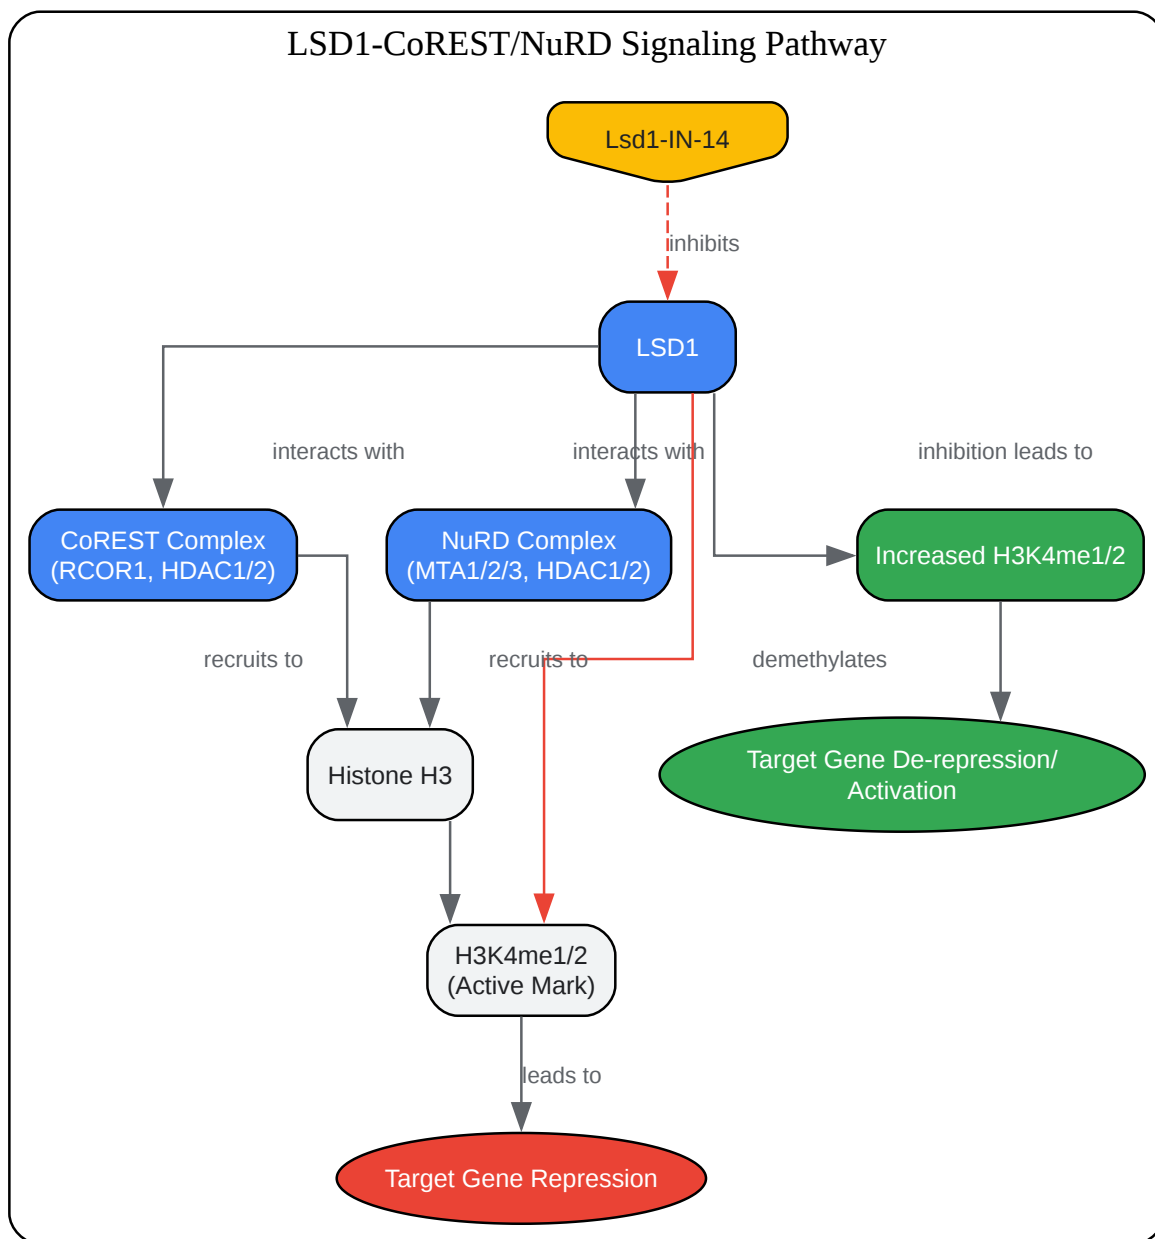 LSD1-CoREST/NuRD Signaling Pathway
Lsd1-IN-14
inhibits
LSD1
interacts with
interacts with
inhibition leads to
CoREST Complex
(RCOR1, HDAC1/2)
NuRD Complex
(MTA1/2/3, HDAC1/2)
Increased H3K4me1/2
recruits to
recruits to
demethylates
Histone H3
Target Gene De-repression/
Activation
H3K4me1/2
(Active Mark)
leads to
Target Gene Repression